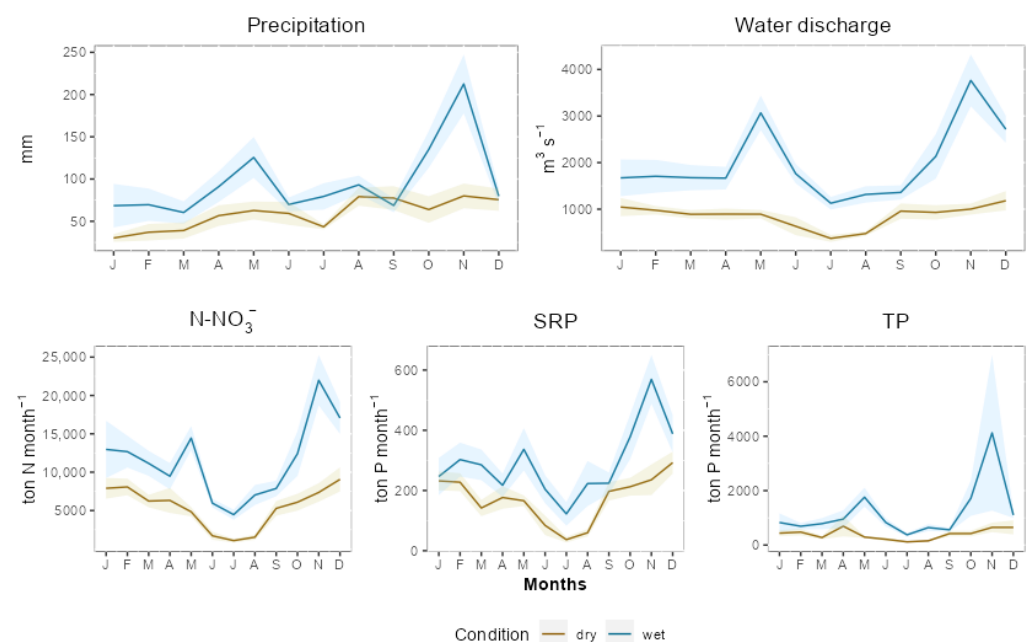 Precipitation
Water discharge
250
200
150
100
50
mm
J F M A M J J A S O N D
4000
3000
2000
1000
m³ s⁻¹
J F M A M J J A S O N D
N-NO₃⁻
SRP
TP
25,000
20,000
15,000
10,000
5000
ton N month⁻¹
J F M A M J J A S O N D
600
400
200
0
ton P month⁻¹
J F M A M J J A S O N D
6000
4000
2000
0
ton P month⁻¹
J F M A M J J A S O N D
Months
Condition dry wet